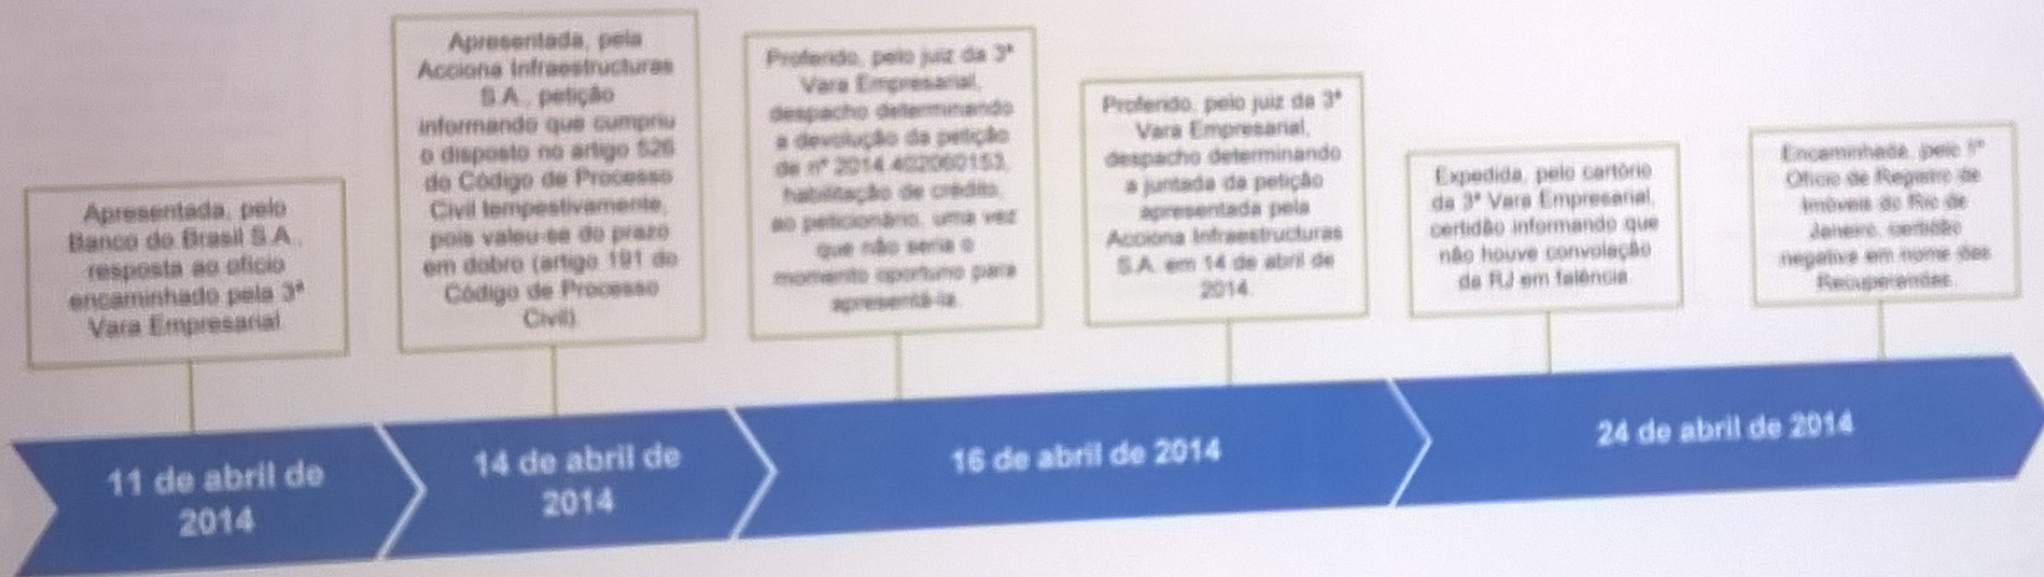 Apresentada, pelo
Banco do Brasil S.A.,
resposta ao ofício
encaminhado pela 3ª
Vara Empresarial
Apresentada, pela
Acciona Infraestructuras
S.A., petição
informando que cumpriu
o disposto no artigo 526
do Código de Processo
Civil tempestivamente,
pois valeu-se do prazo
em dobro (artigo 191 do
Código de Processo
Civil).
Proferido, pelo juiz da 3ª
Vara Empresarial,
despacho determinando
a devolução da petição
de nº
habilitação de crédito,
ao peticionário, uma vez
que não seria o
momento oportuno para
apresentá-la.
Proferido, pelo juiz da 3ª
Vara Empresarial,
despacho determinando
a juntada da petição
apresentada pela
Acciona Infraestructuras
S.A. em 14 de abril de
2014.
Expedida, pelo cartório
da 3ª Vara Empresarial,
certidão informando que
não houve convolação
da RJ em falência.
Encaminhada, pelo 1º
Ofício de Registro de
Imóveis do Rio de
Janeiro, certidão
negativa em nome das
Recuperandas.
11 de abril de
2014
14 de abril de
2014
16 de abril de 2014
24 de abril de 2014